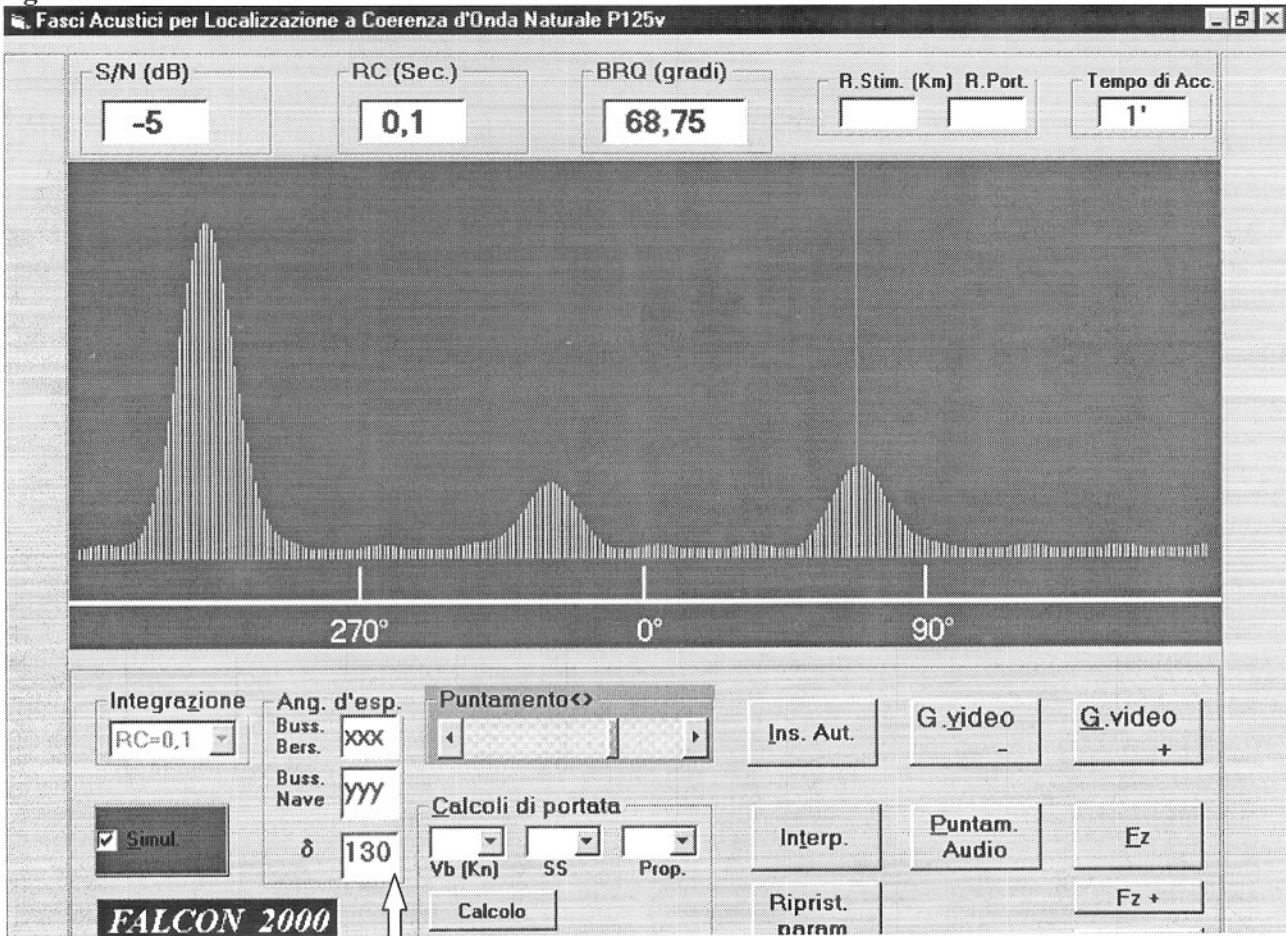 Fasci Acustici per Localizzazione a Coerenza d'Onda Naturale P125v
S/N (dB) RC (Sec.) BRQ (gradi) R.Stim. (Km) R.Port. Tempo di Acc.
-5 0,1 68,75 1'
270° 0° 90°
Integrazione Ang. d'esp. Puntamento<>
RC=0,1 Buss. Bers. xxx Ins. Aut. G.video - G.video +
Buss. Nave yyy
Calcoli di portata
Simul. δ 130 Interp. Puntam. Audio Fz
Vb (Kn) SS Prop.
FALCON 2000 Calcolo Riprist. param Fz +